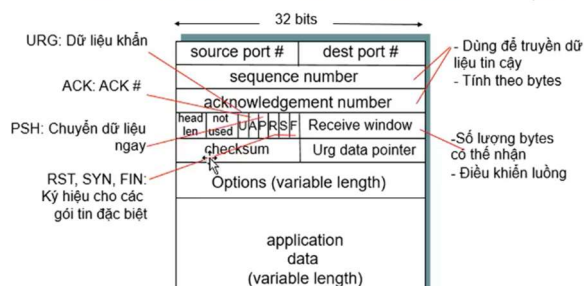 32 bits
URG: Dữ liệu khẩn
ACK: ACK #
PSH: Chuyển dữ liệu
ngay
RST, SYN, FIN:
Ký hiệu cho các
gói tin đặc biệt
source port #
dest port #
sequence number
acknowledgement number
head
len
not
used
U A P R S F
Receive window
checksum
Urg data pointer
Options (variable length)
application
data
(variable length)
- Dùng để truyền dữ
liệu tin cậy
- Tính theo bytes
-Số lượng bytes
có thể nhận
- Điều khiển luồng